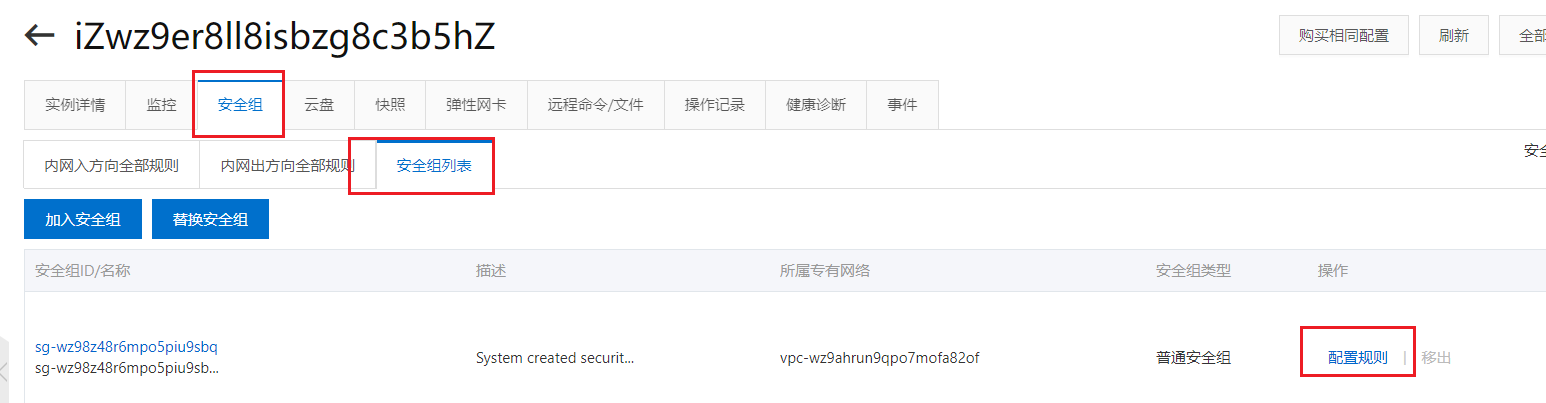 iZwz9er8ll8isbzg8c3b5hZ
购买相同配置 刷新 全部
实例详情 监控 安全组 云盘 快照 弹性网卡 远程命令/文件 操作记录 健康诊断 事件
内网入方向全部规则 内网出方向全部规则 安全组列表 安全
加入安全组 替换安全组
安全组ID/名称 描述 所属专有网络 安全组类型 操作
sg-wz98z48r6mpo5piu9sbq
sg-wz98z48r6mpo5piu9sb... System created securit... vpc-wz9ahrun9qpo7mofa82of 普通安全组 配置规则 | 移出